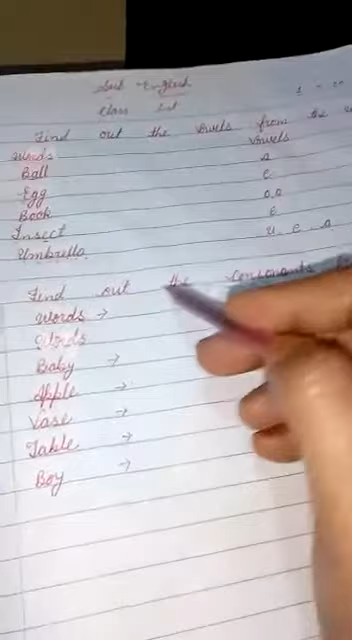 Sub - English
Class 1st
Find out the vowels from the
Words vowels
Ball a
Egg e
Book o o
Insect e
Umbrella u e a
Find out the consonants
Words →
Words
Baby →
Apple →
Vase →
Table →
Boy →